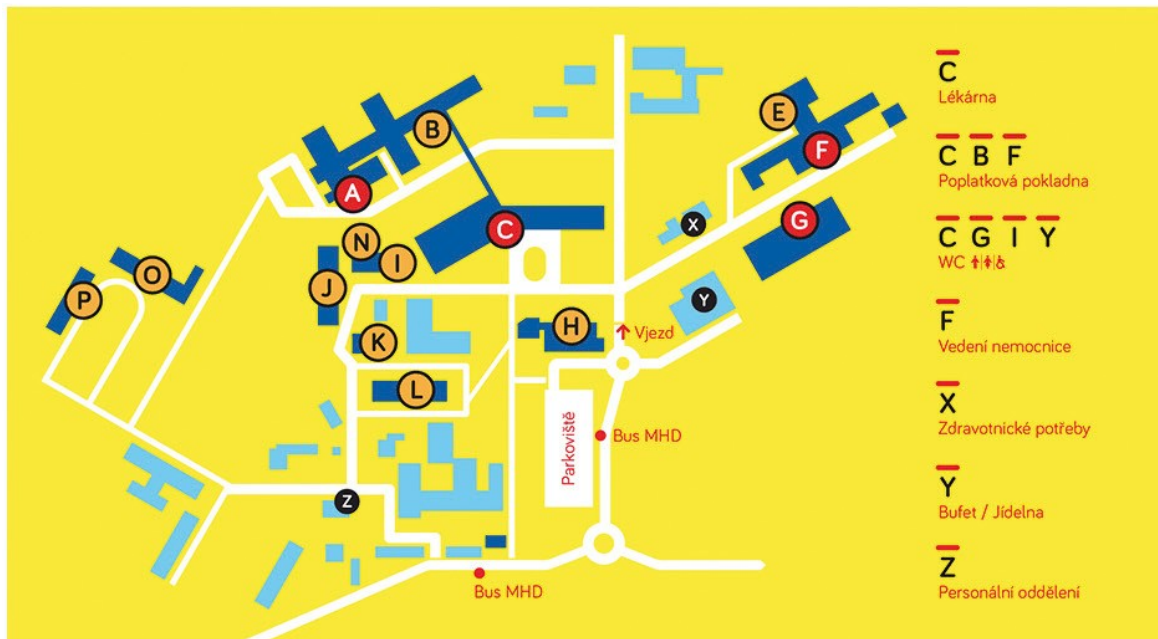 B
A
C
N
I
J
O
P
K
L
H
E
F
X
G
Y
Z
Vjezd
Bus MHD
Parkoviště
Bus MHD
C
Lékárna
C B F
Poplatková pokladna
C G I Y
WC
F
Vedení nemocnice
X
Zdravotnické potřeby
Y
Bufet / Jídelna
Z
Personální oddělení